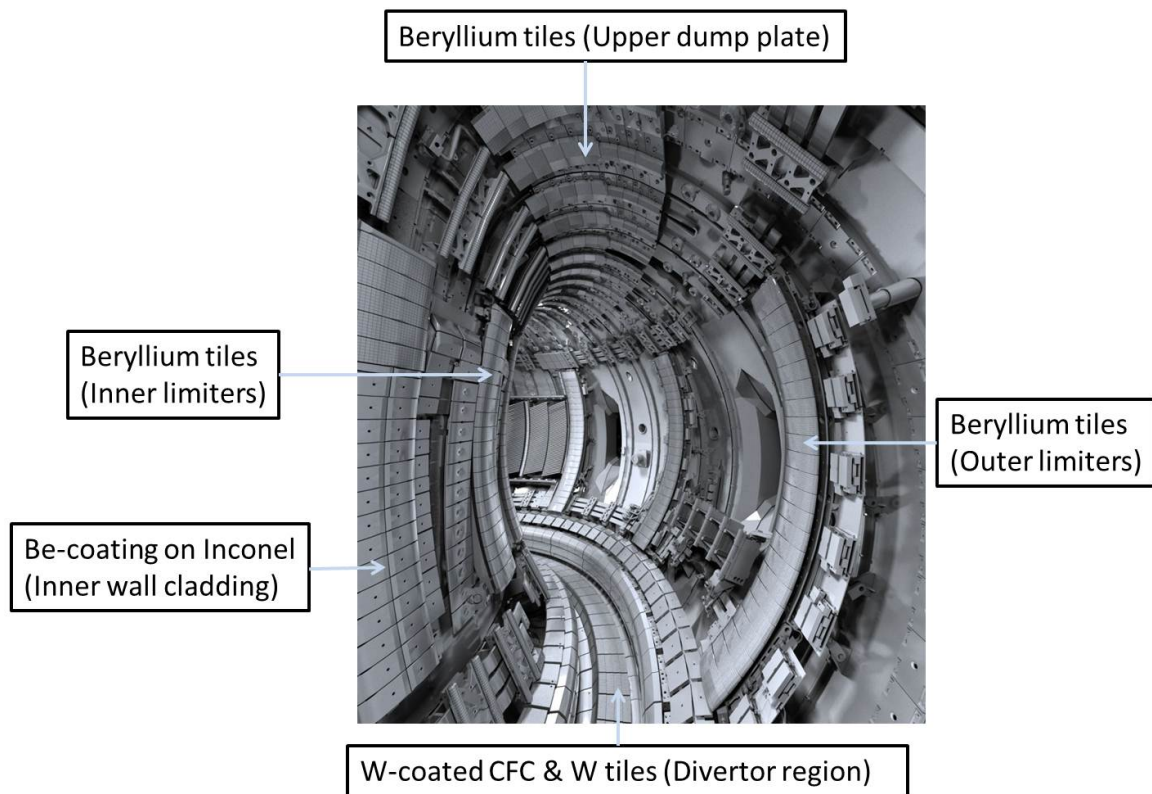 Beryllium tiles (Upper dump plate)
Beryllium tiles
(Inner limiters)
Beryllium tiles
(Outer limiters)
Be-coating on Inconel
(Inner wall cladding)
W-coated CFC & W tiles (Divertor region)